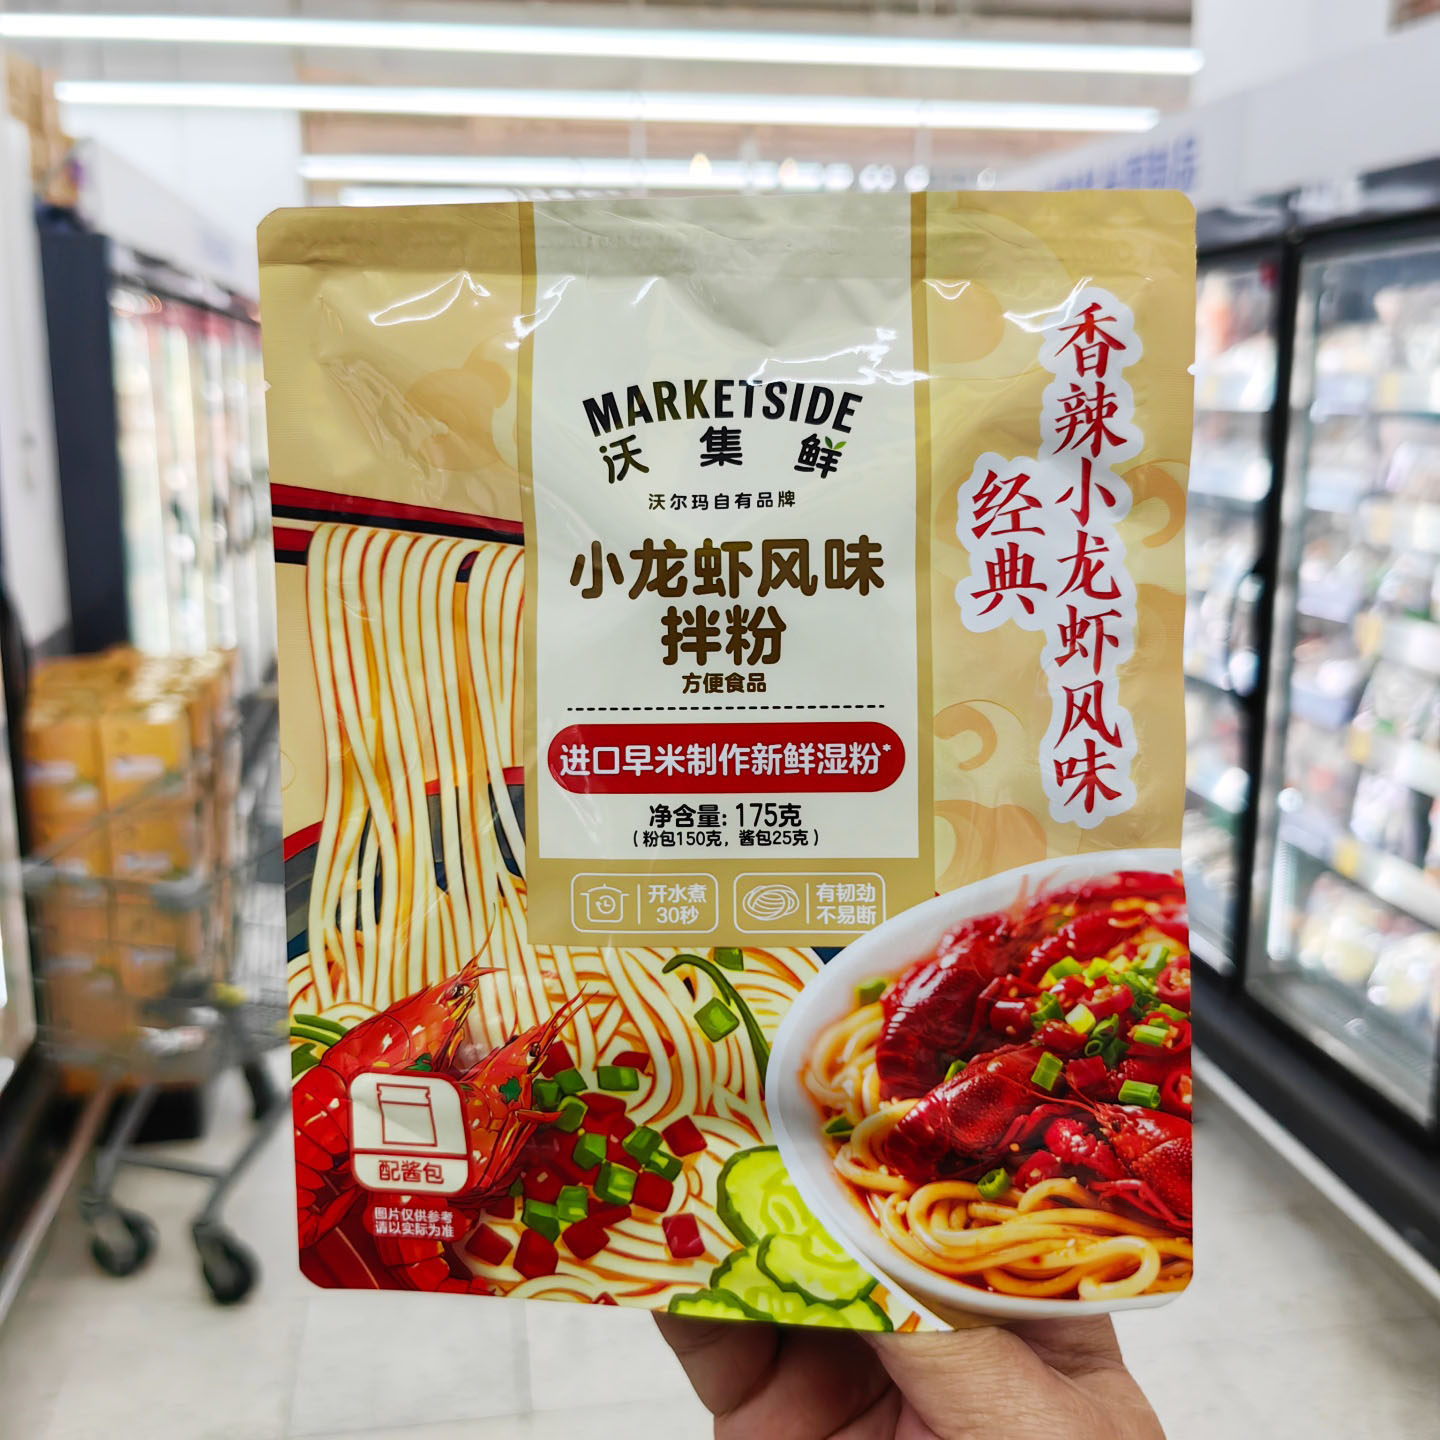 MARKETSIDE
沃集鲜
沃尔玛自有品牌
小龙虾风味
拌粉
方便食品
进口早米制作新鲜湿粉*
净含量: 175克
(粉包150克, 酱包25克)
开水煮
30秒
有韧劲
不易断
经典
香辣小龙虾风味
配酱包
图片仅供参考
请以实际为准